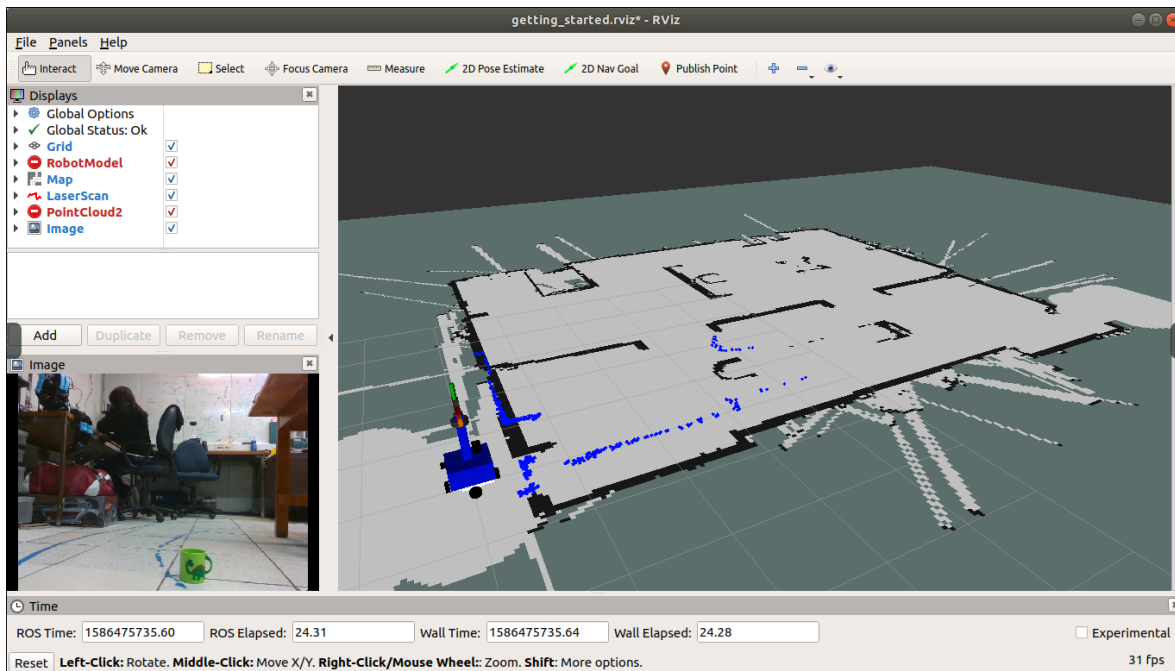 getting_started.rviz* - RViz
File Panels Help
Interact Move Camera Select Focus Camera Measure 2D Pose Estimate 2D Nav Goal Publish Point
Displays
Global Options
Global Status: Ok
Grid
RobotModel
Map
LaserScan
PointCloud2
Image
Add Duplicate Remove Rename
Image
Time
ROS Time: 1586475735.60 ROS Elapsed: 24.31 Wall Time: 1586475735.64 Wall Elapsed: 24.28 Experimental
Reset Left-Click: Rotate. Middle-Click: Move X/Y. Right-Click/Mouse Wheel:: Zoom. Shift: More options. 31 fps